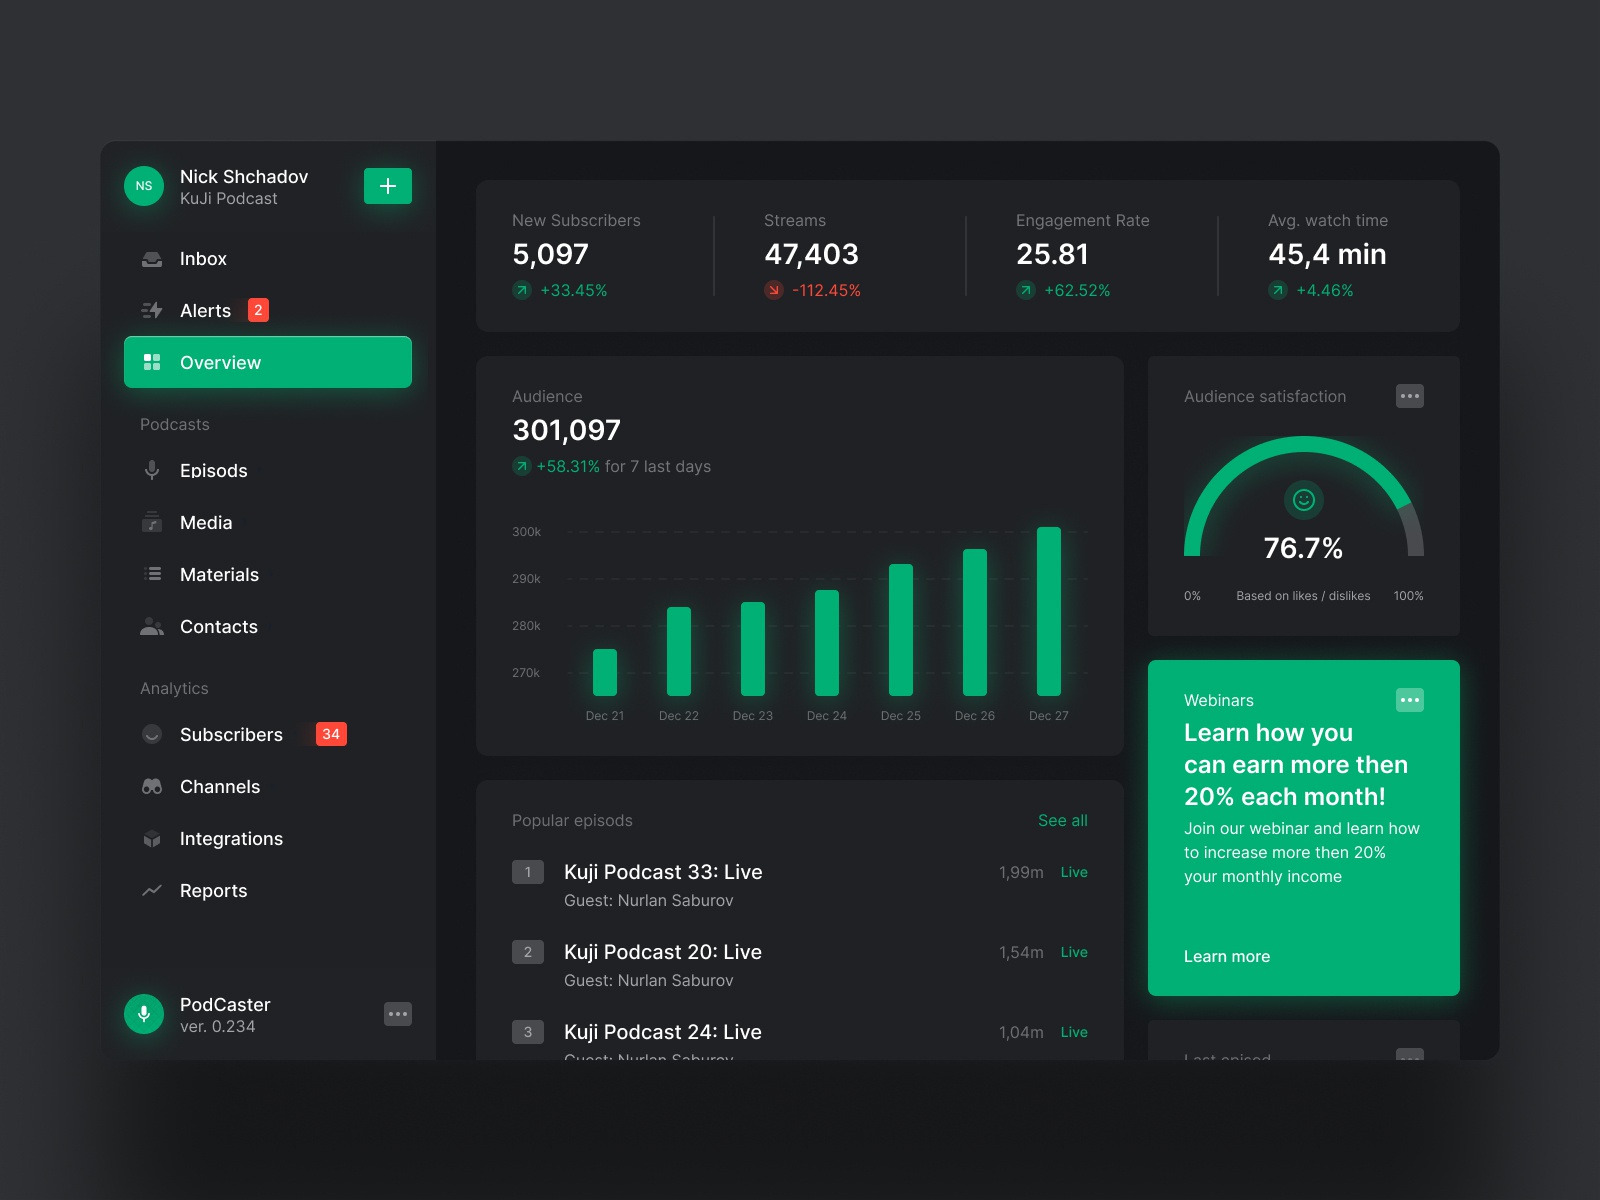 NS
Nick Shchadov
KuJi Podcast
Inbox
Alerts 2
Overview
Podcasts
Episods
Media
Materials
Contacts
Analytics
Subscribers 34
Channels
Integrations
Reports
PodCaster
ver. 0.234
New Subscribers
5,097
+33.45%
Streams
47,403
-112.45%
Engagement Rate
25.81
+62.52%
Avg. watch time
45,4 min
+4.46%
Audience
301,097
+58.31% for 7 last days
300k
290k
280k
270k
Dec 21 Dec 22 Dec 23 Dec 24 Dec 25 Dec 26 Dec 27
Audience satisfaction
76.7%
0% Based on likes / dislikes 100%
Popular episods See all
1 Kuji Podcast 33: Live 1,99m Live
Guest: Nurlan Saburov
2 Kuji Podcast 20: Live 1,54m Live
Guest: Nurlan Saburov
3 Kuji Podcast 24: Live 1,04m Live
Guest: Nurlan Saburov
Webinars
Learn how you
can earn more then
20% each month!
Join our webinar and learn how
to increase more then 20%
your monthly income
Learn more
Last episod